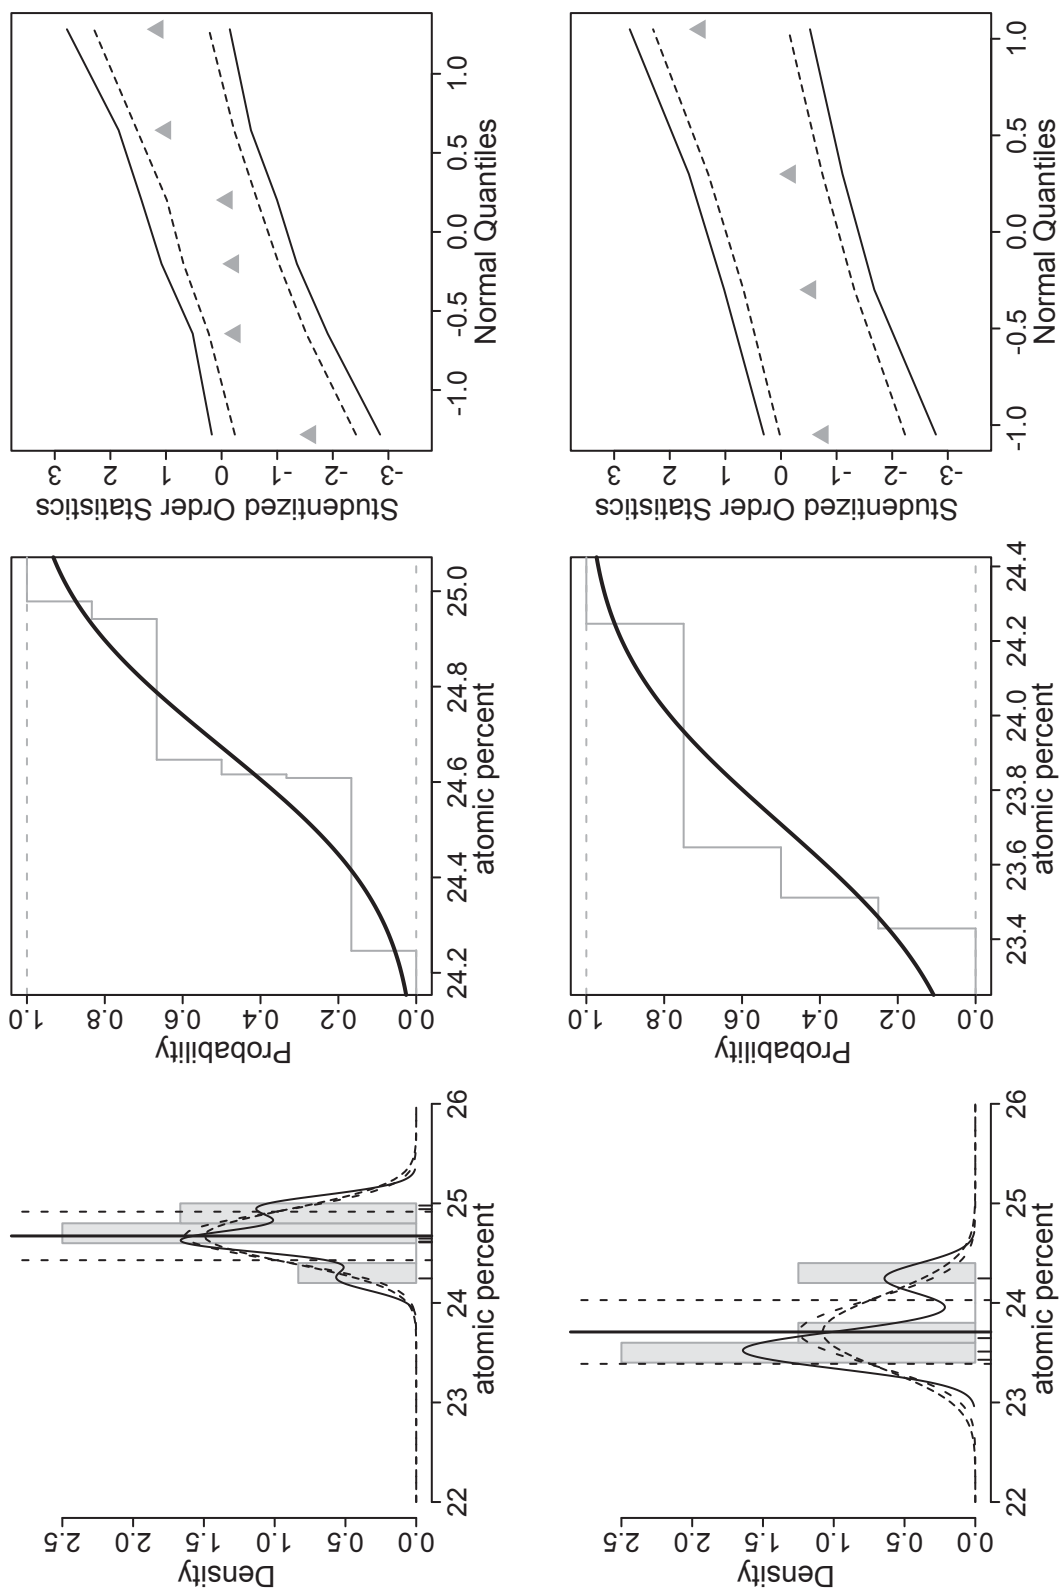 Density
0.0 0.5 1.0 1.5 2.0 2.5
22 23 24 25 26
atomic percent
Probability
0.0 0.2 0.4 0.6 0.8 1.0
24.2 24.4 24.6 24.8 25.0
atomic percent
Studentized Order Statistics
-3 -2 -1 0 1 2 3
-1.0 -0.5 0.0 0.5 1.0
Normal Quantiles
Density
0.0 0.5 1.0 1.5 2.0 2.5
22 23 24 25 26
atomic percent
Probability
0.0 0.2 0.4 0.6 0.8 1.0
23.4 23.6 23.8 24.0 24.2 24.4
atomic percent
Studentized Order Statistics
-3 -2 -1 0 1 2 3
-1.0 -0.5 0.0 0.5 1.0
Normal Quantiles